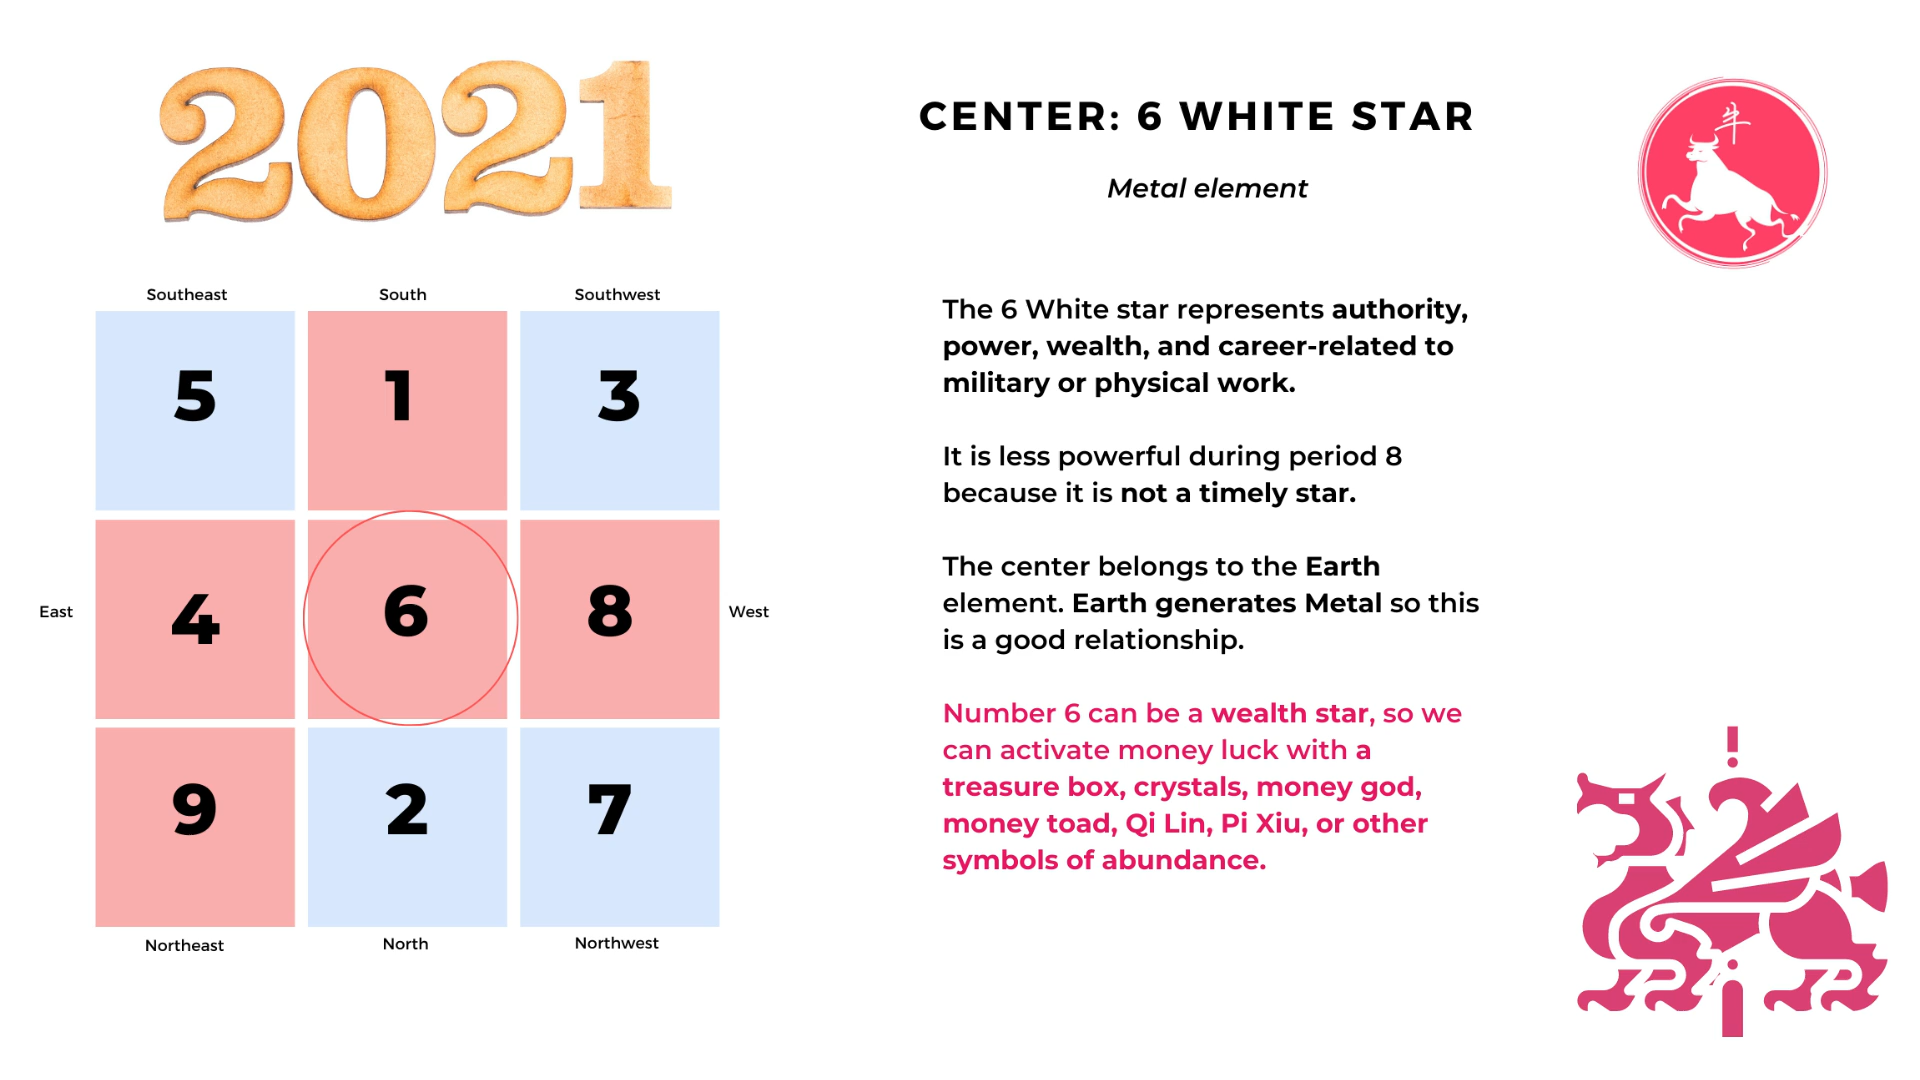 2021
CENTER: 6 WHITE STAR
Metal element
牛
Southeast South Southwest
5 1 3
East 4 6 8 West
9 2 7
Northeast North Northwest
The 6 White star represents authority,
power, wealth, and career-related to
military or physical work.
It is less powerful during period 8
because it is not a timely star.
The center belongs to the Earth
element. Earth generates Metal so this
is a good relationship.
Number 6 can be a wealth star, so we
can activate money luck with a
treasure box, crystals, money god,
money toad, Qi Lin, Pi Xiu, or other
symbols of abundance.